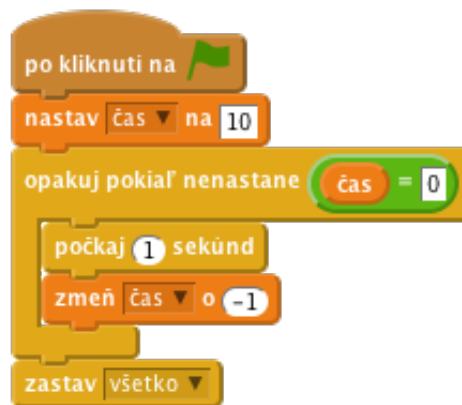 po kliknuti na
nastav čas na 10
opakuj pokiaľ nenastane čas = 0
počkaj 1 sekúnd
zmeň čas o -1
zastav všetko